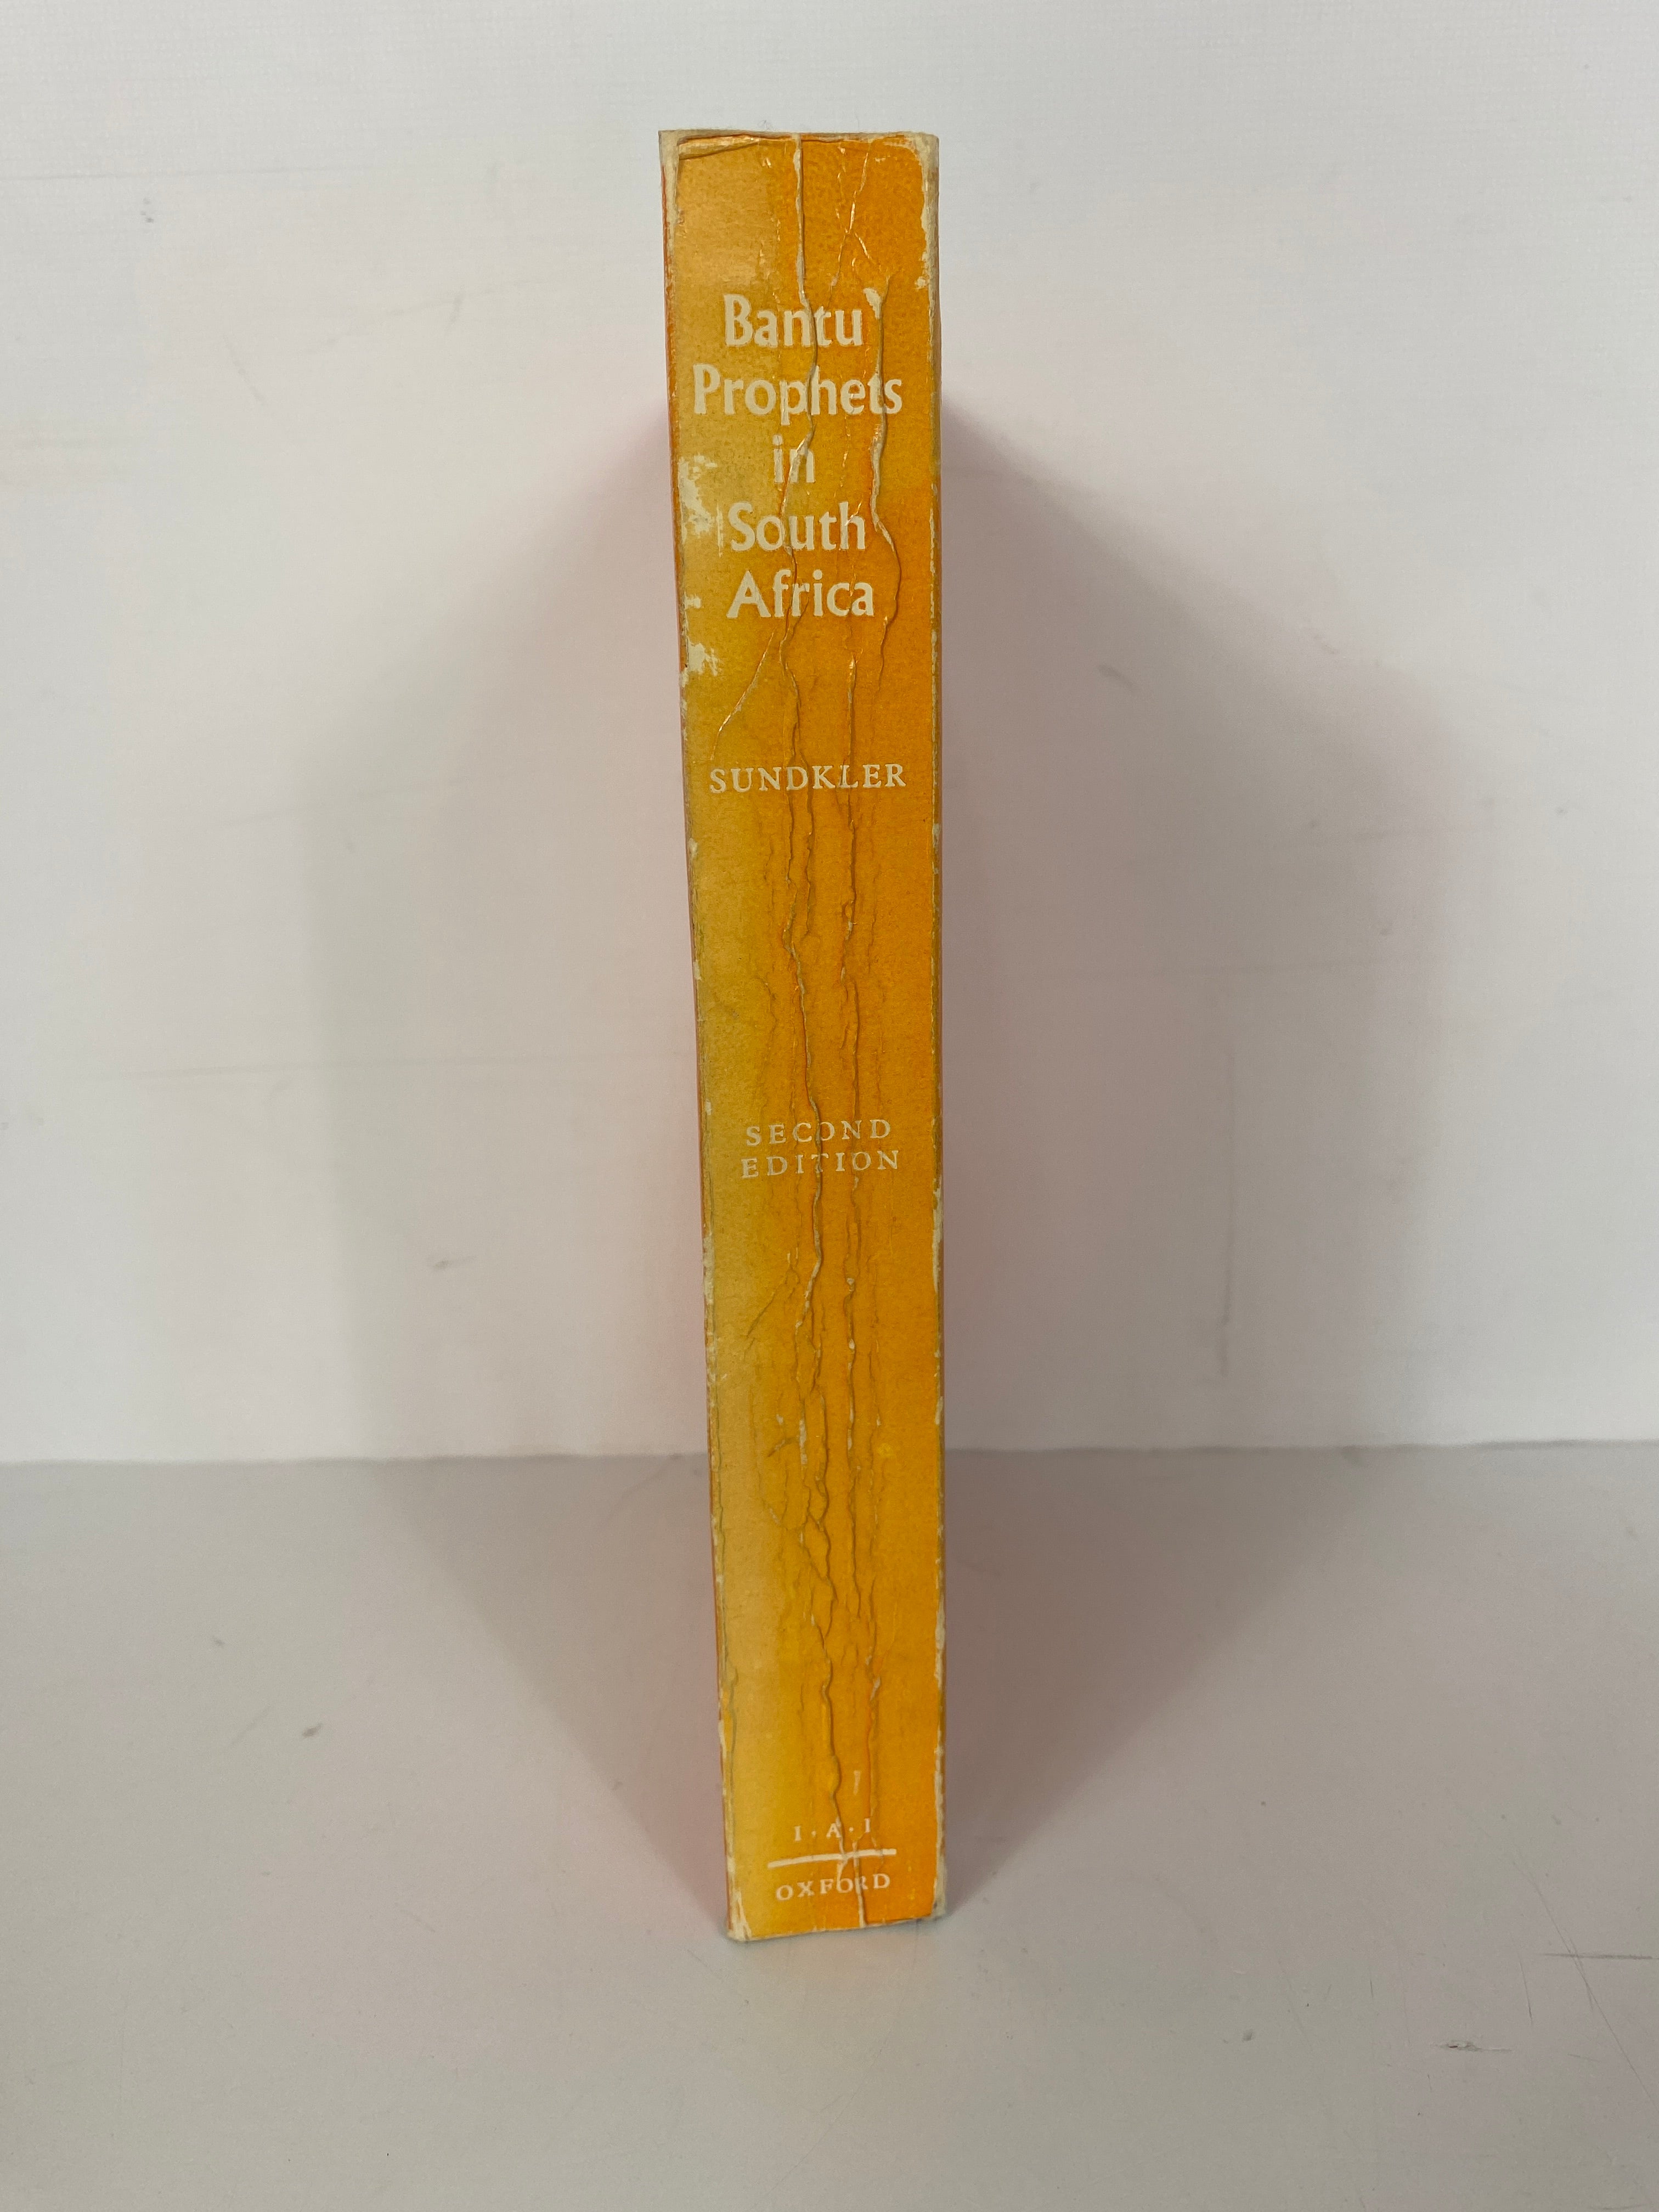 Bantu
Prophets
in
South
Africa
SUNDKLER
SECOND
EDITION
I·A·I
OXFORD